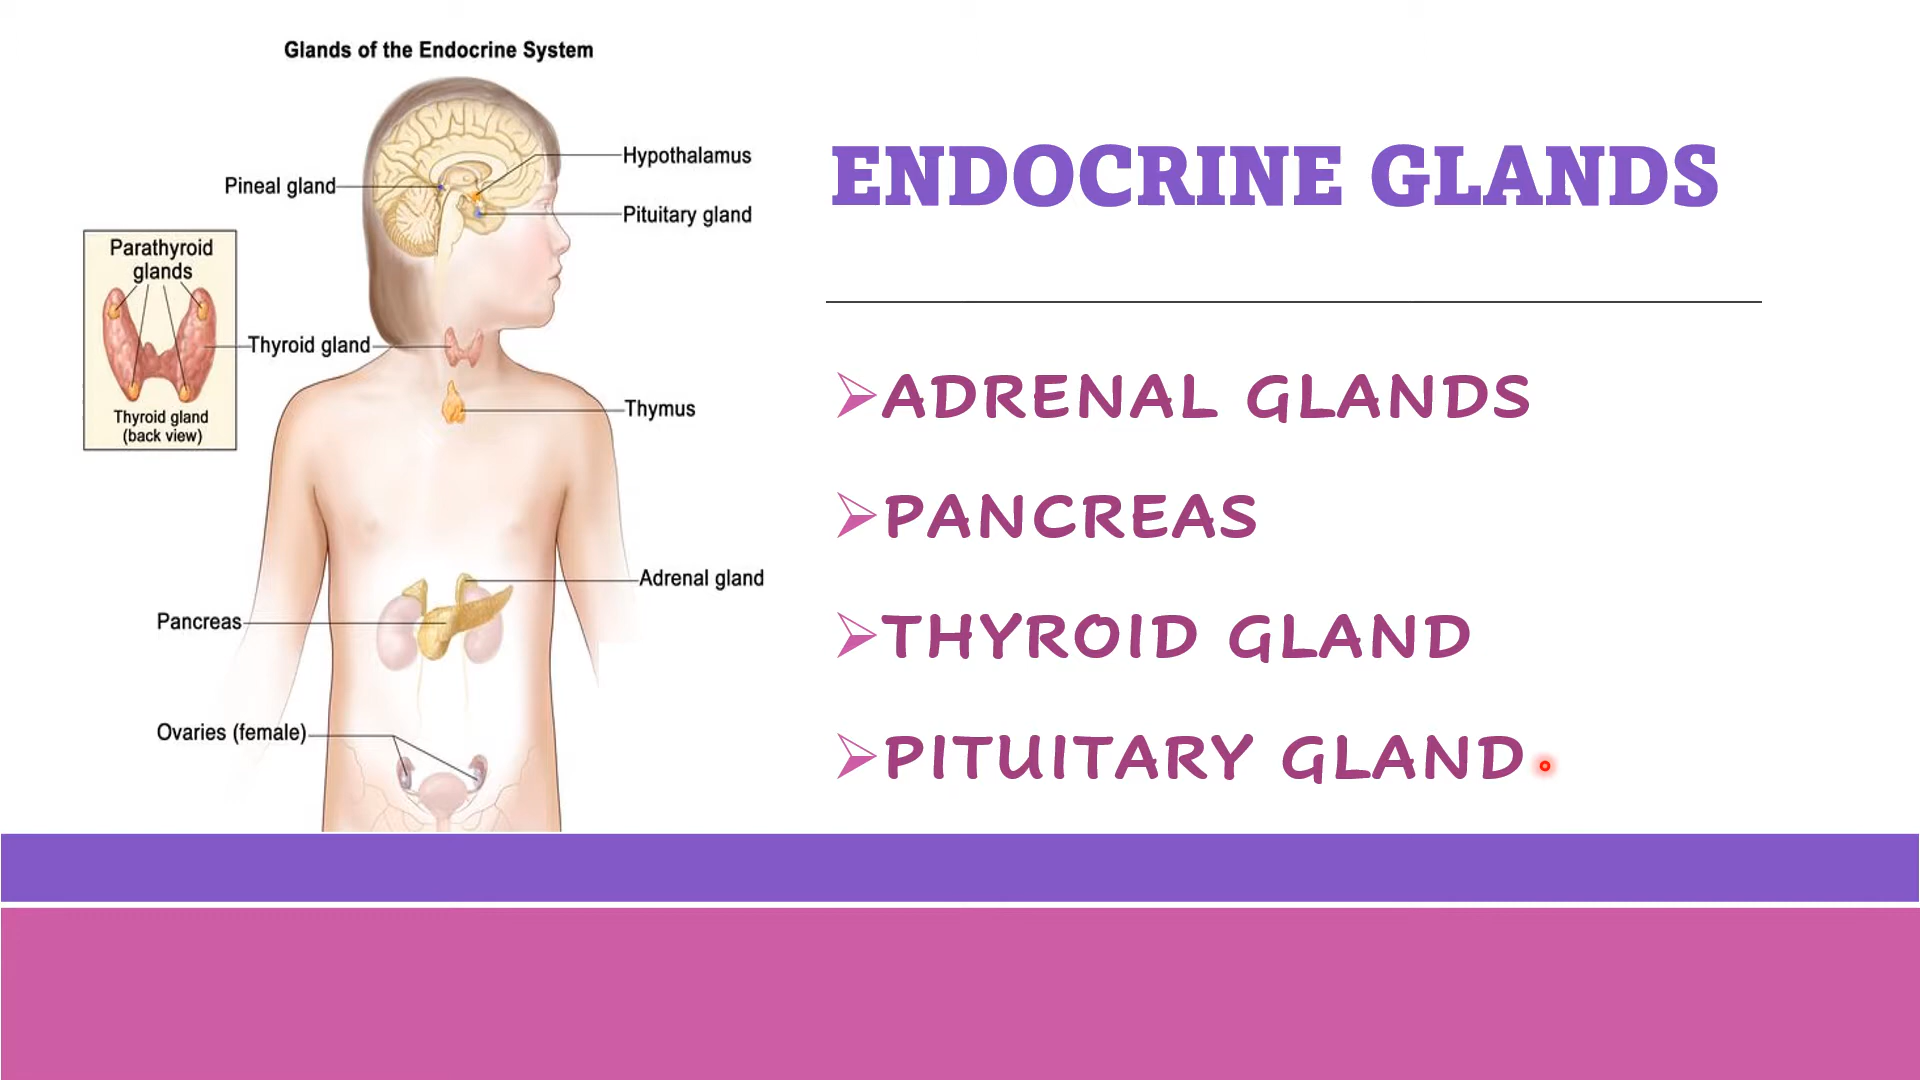 Glands of the Endocrine System
Hypothalamus
Pineal gland
Pituitary gland
Parathyroid
glands
Thyroid gland
Thyroid gland
(back view)
Thymus
Adrenal gland
Pancreas
Ovaries (female)
ENDOCRINE GLANDS
ADRENAL GLANDS
PANCREAS
THYROID GLAND
PITUITARY GLAND